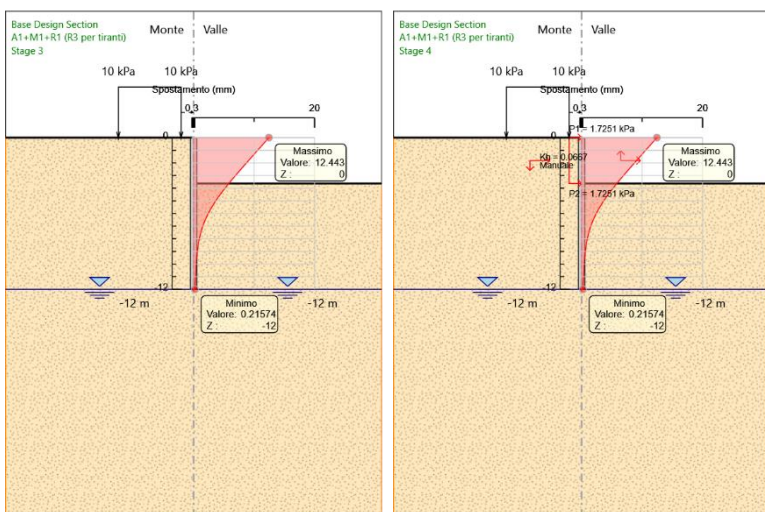 Base Design Section
A1+M1+R1 (R3 per tiranti)
Stage 3
Monte
Valle
10 kPa
10 kPa
Spostamento (mm)
0,3
20
0
Massimo
Valore: 12.443
Z : 0
-12
-12 m
-12 m
Minimo
Valore: 0.21574
Z : -12
Base Design Section
A1+M1+R1 (R3 per tiranti)
Stage 4
Monte
Valle
10 kPa
10 kPa
Spostamento (mm)
0,3
20
P1 = 1.7251 kPa
0
Kh = 0.0667
Manuale
Massimo
Valore: 12.443
Z : 0
P2 = 1.7251 kPa
-12
-12 m
-12 m
Minimo
Valore: 0.21574
Z : -12